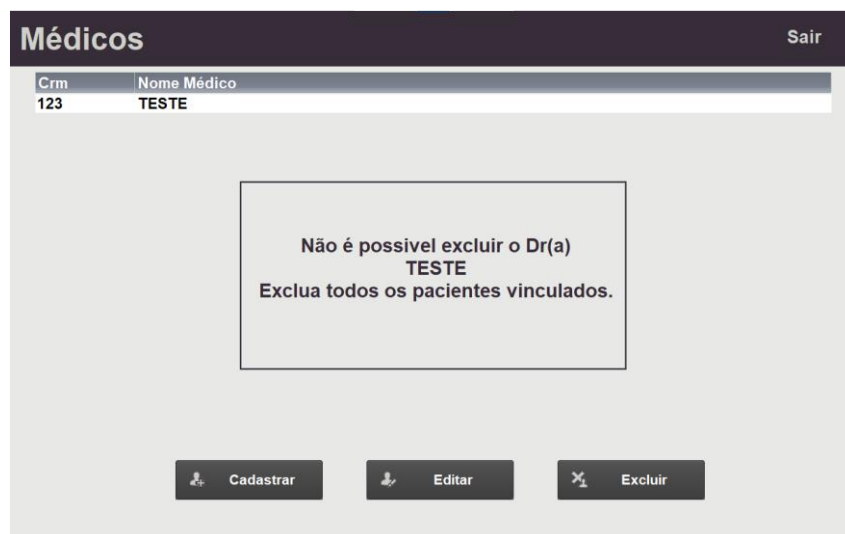 Médicos
Sair
Crm Nome Médico
123 TESTE
Não é possivel excluir o Dr(a)
TESTE
Exclua todos os pacientes vinculados.
Cadastrar Editar Excluir